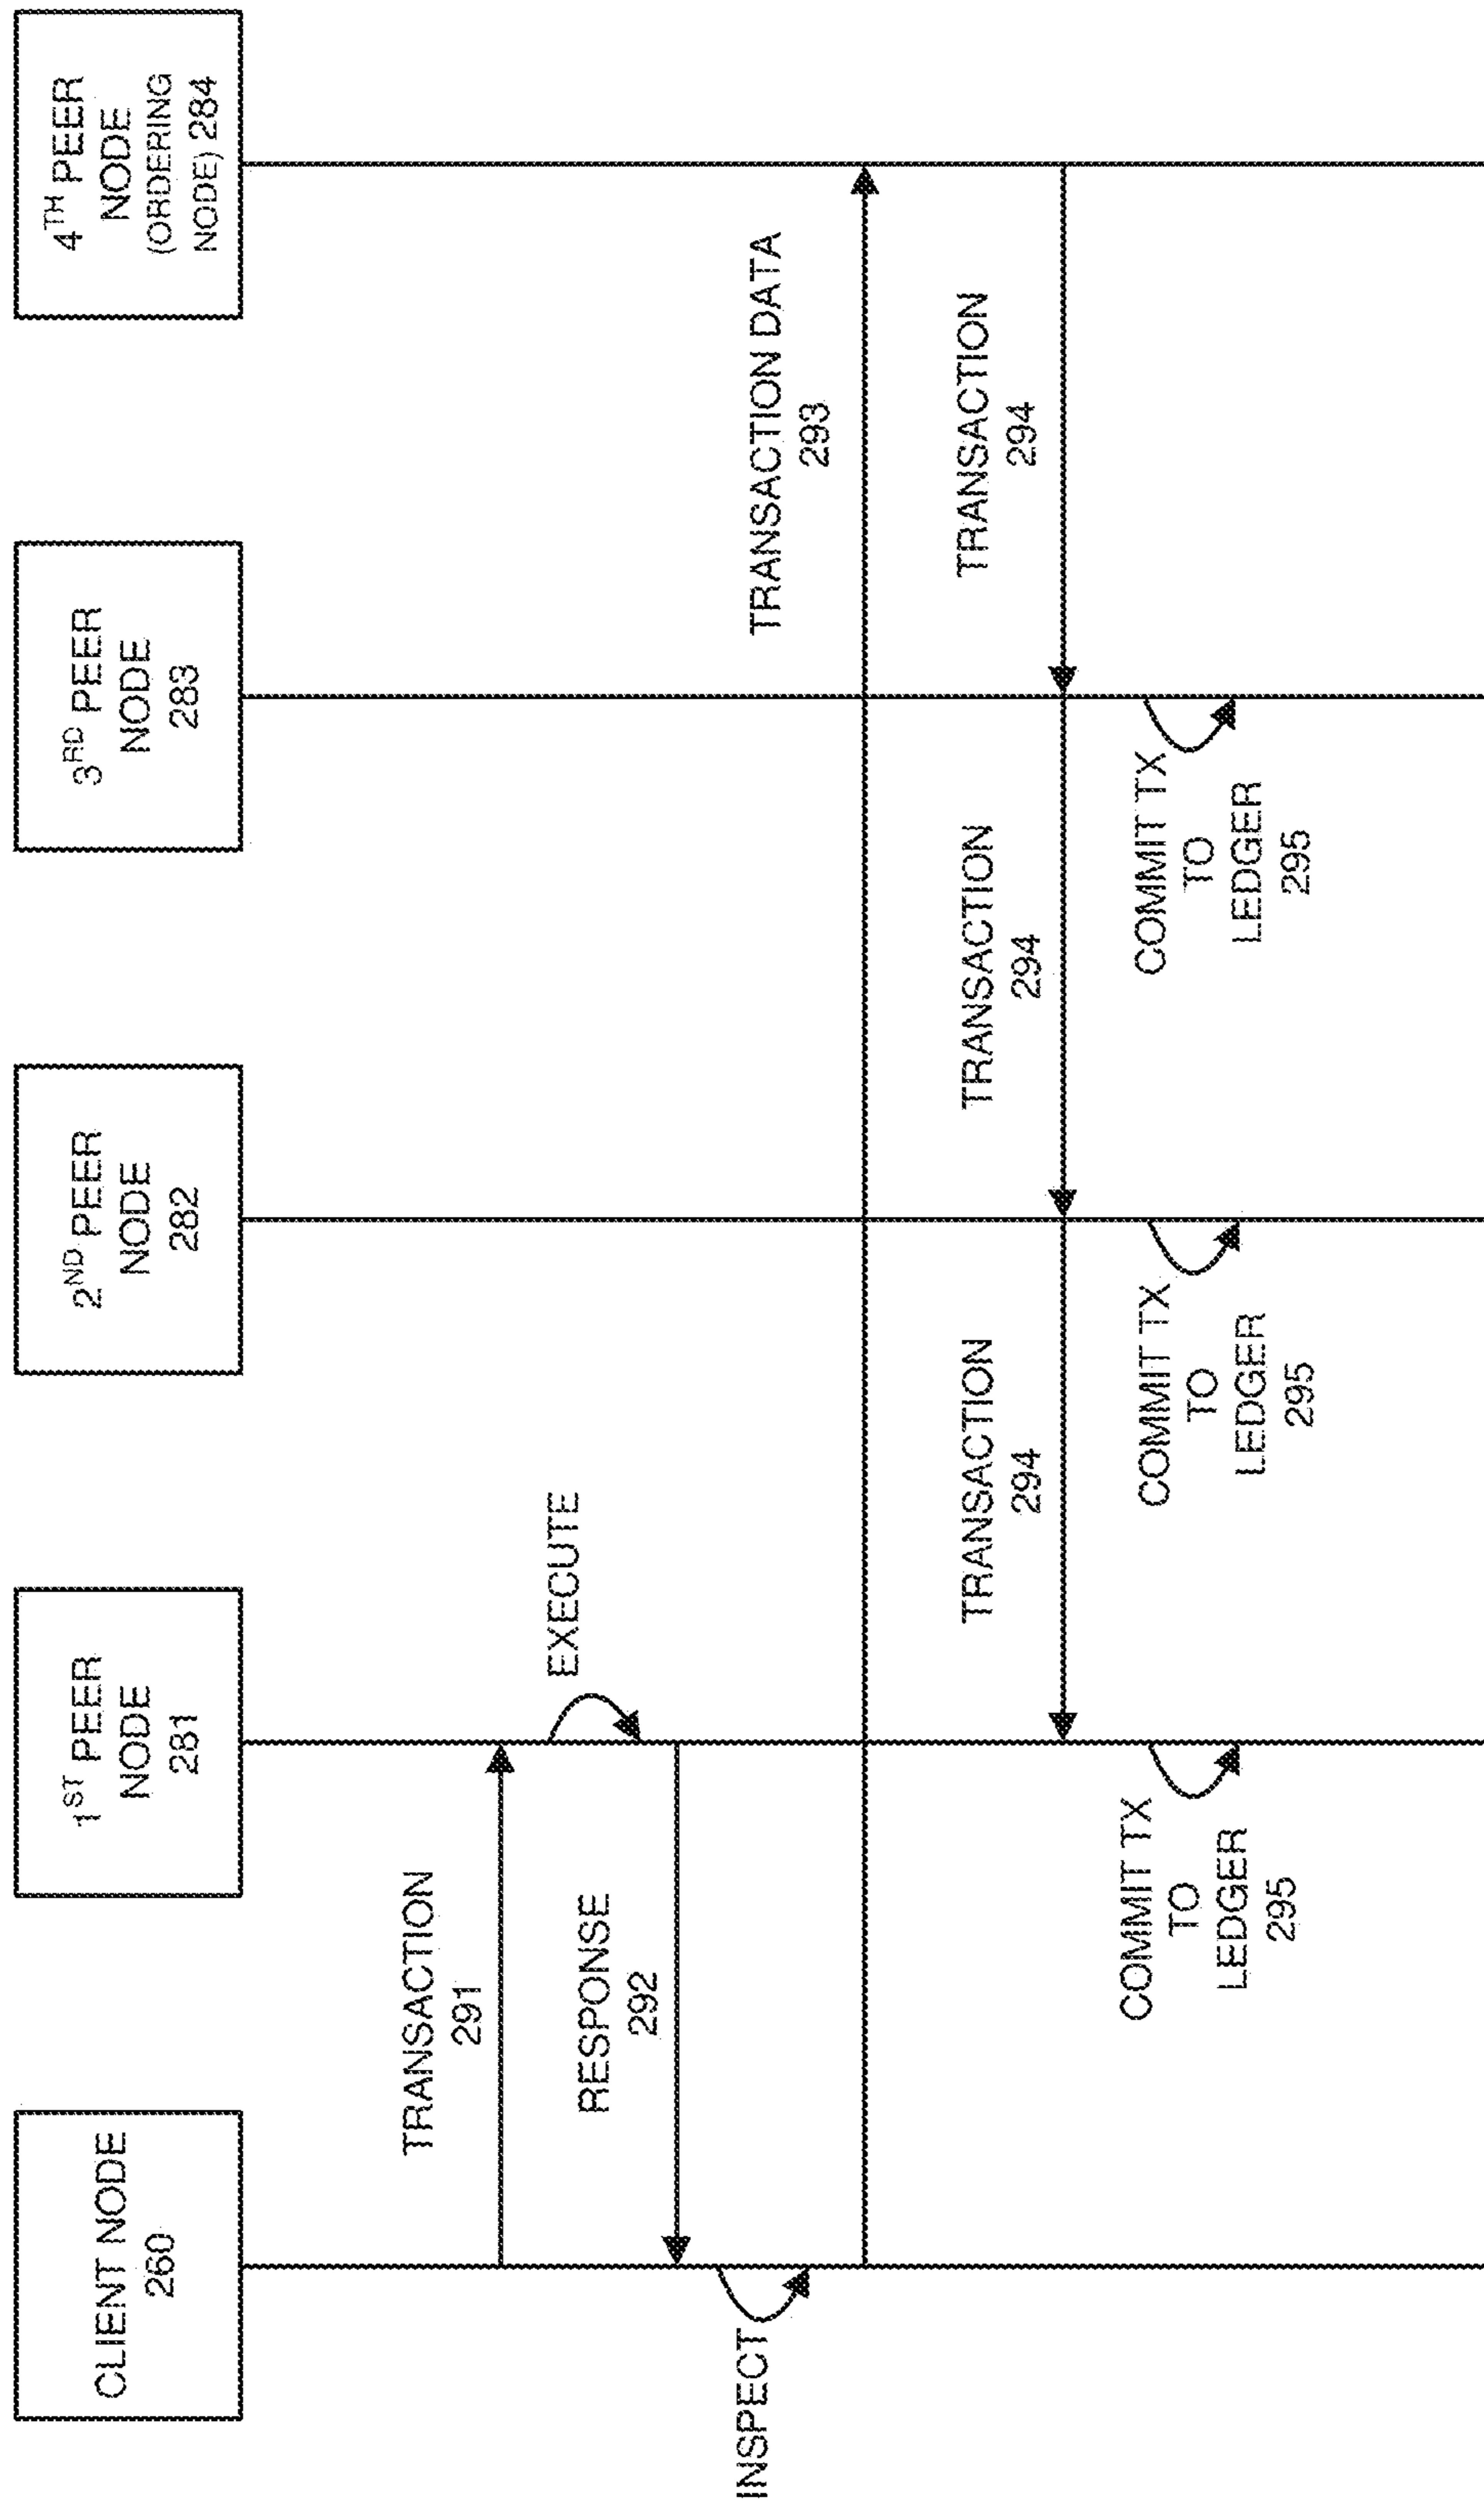 CLIENT NODE
260
1ST PEER
NODE
281
2ND PEER
NODE
282
3RD PEER
NODE
283
4TH PEER
NODE
(ORDERING
NODE) 284
TRANSACTION
291
EXECUTE
RESPONSE
292
INSPECT
TRANSACTION DATA
293
TRANSACTION
294
TRANSACTION
294
TRANSACTION
294
COMMIT TX
TO
LEDGER
295
COMMIT TX
TO
LEDGER
295
COMMIT TX
TO
LEDGER
295